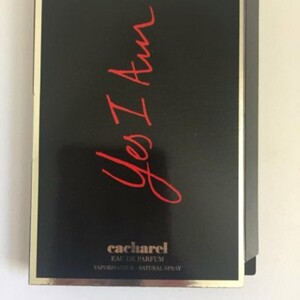 Yes I Am
cacharel
EAU DE PARFUM
VAPORISATEUR - NATURAL SPRAY